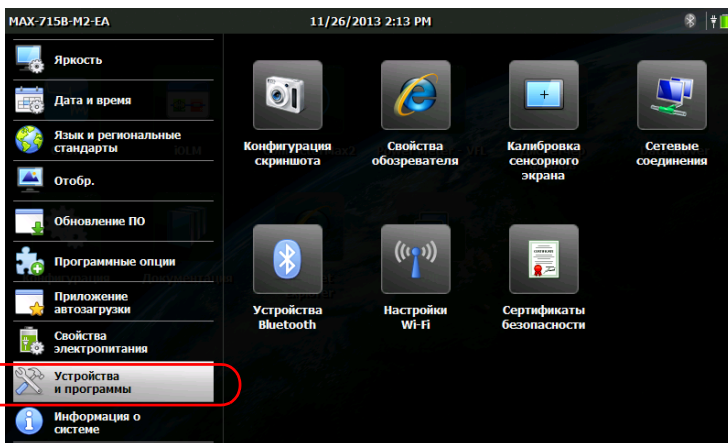 MAX-715B-M2-EA
11/26/2013 2:13 PM
Яркость
Дата и время
Язык и региональные
стандарты
Отобр.
Обновление ПО
Программные опции
Приложение
автозагрузки
Свойства
электропитания
Устройства
и программы
Информация о
системе
Конфигурация
скриншота
Свойства
обозревателя
Калибровка
сенсорного
экрана
Сетевые
соединения
Устройства
Bluetooth
Настройки
Wi-Fi
Сертификаты
безопасности